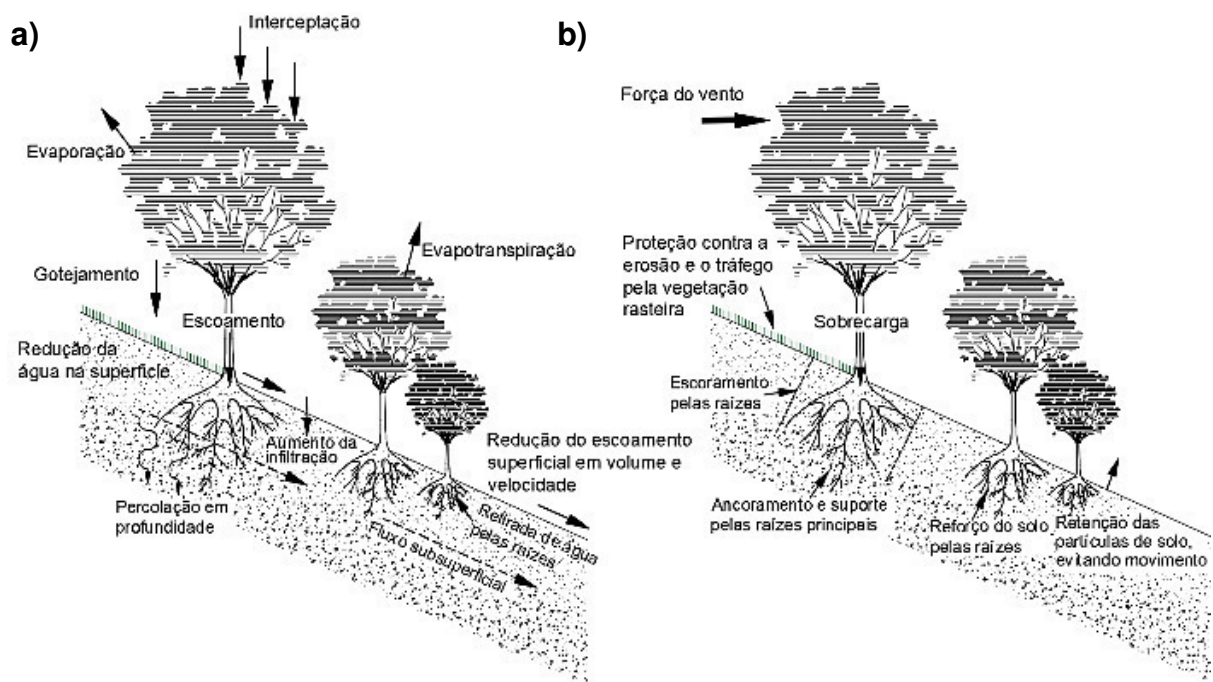 a)
Interceptação
Evaporação
Evapotranspiração
Gotejamento
Escoamento
Redução da
água na superfície
Aumento da
infiltração
Redução do escoamento
superficial em volume e
velocidade
Percolação em
profundidade
Retirada de água
pelas raízes
Fluxo subsuperficial
b)
Força do vento
Proteção contra a
erosão e o tráfego
pela vegetação
rasteira
Sobrecarga
Escoramento
pelas raízes
Ancoramento e suporte
pelas raízes principais
Reforço do solo
pelas raízes
Retenção das
partículas de solo,
evitando movimento